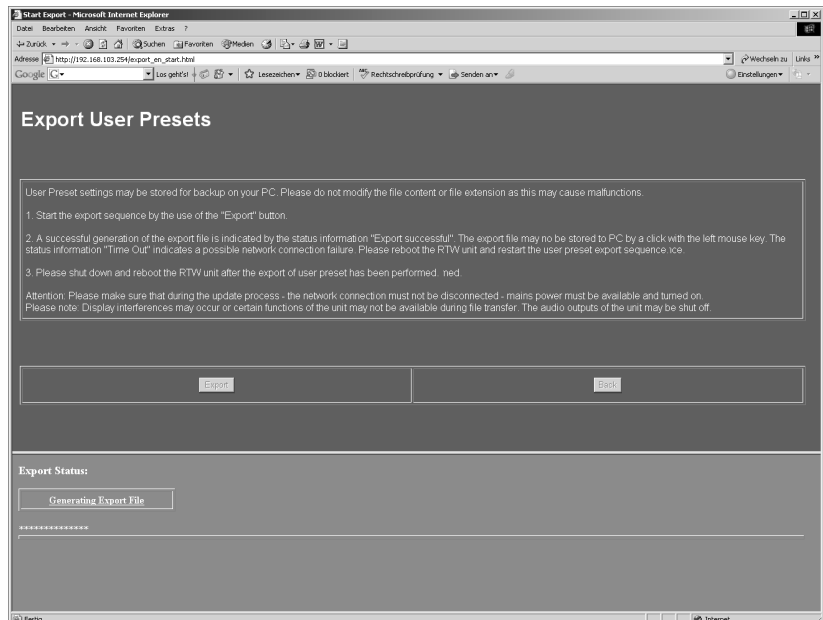 Start Export - Microsoft Internet Explorer
Datei Bearbeiten Ansicht Favoriten Extras ?
Zurück Suchen Favoriten Medien
Adresse http://192.168.103.254/export_en_start.html Wechseln zu Links »
Google Los geht's! Lesezeichen 0 blockiert Rechtschreibprüfung Senden an Einstellungen
Export User Presets
User Preset settings may be stored for backup on your PC. Please do not modify the file content or file extension as this may cause malfunctions.
1. Start the export sequence by the use of the "Export" button.
2. A successful generation of the export file is indicated by the status information "Export successful". The export file may no be stored to PC by a click with the left mouse key. The
status information "Time Out" indicates a possible network connection failure. Please reboot the RTW unit and restart the user preset export sequence
3. Please shut down and reboot the RTW unit after the export of user preset has been performed. ned.
Attention: Please make sure that during the update process - the network connection must not be disconnected - mains power must be available and turned on.
Please note: Display interferences may occur or certain functions of the unit may not be available during file transfer. The audio outputs of the unit may be shut off.
Export Back
Export Status:
Generating Export File
**************
Fertig Internet